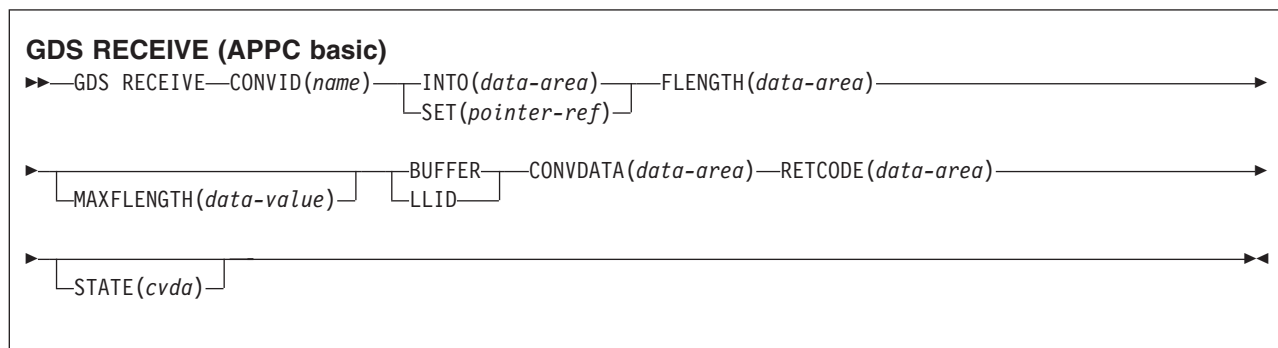 GDS RECEIVE (APPC basic)
GDS RECEIVE CONVID(name) INTO(data-area) FLENGTH(data-area)
SET(pointer-ref)
BUFFER CONVDATA(data-area) RETCODE(data-area)
MAXFLENGTH(data-value) LLID
STATE(cvda)